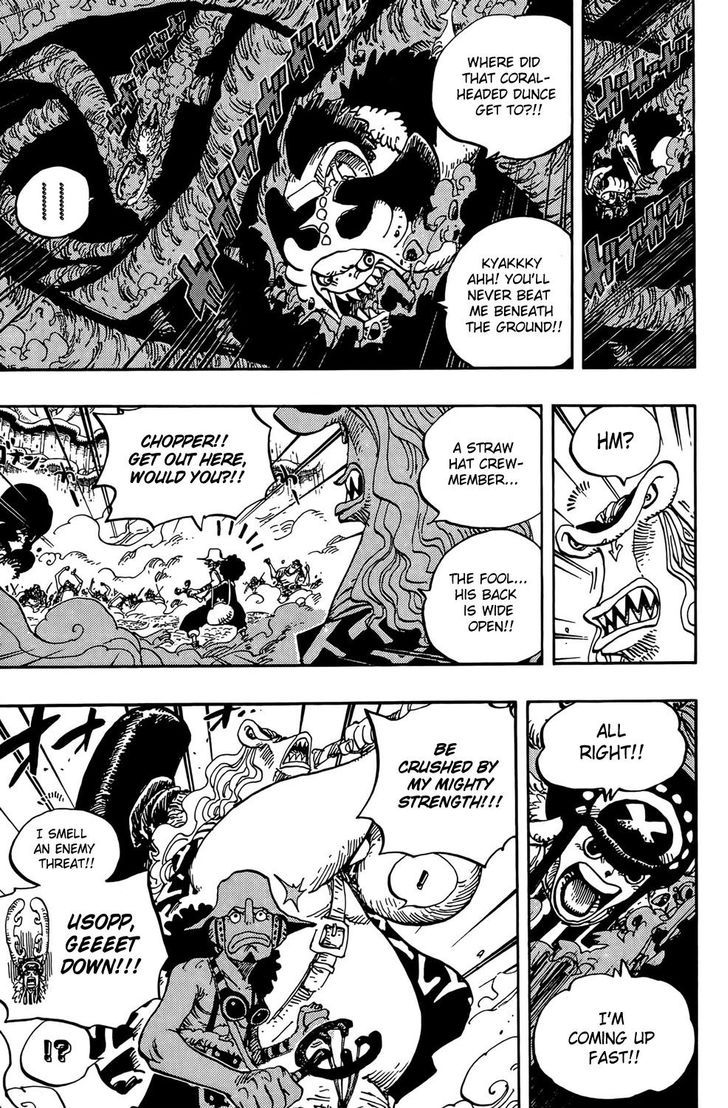 WHERE DID
THAT CORAL-
HEADED DUNCE
GET TO?!!
KYAKKKY
AHH! YOU'LL
NEVER BEAT
ME BENEATH
THE GROUND!!
!!!
HM?
A STRAW
HAT CREW-
MEMBER...
THE FOOL...
HIS BACK
IS WIDE
OPEN!!
CHOPPER!!
GET OUT HERE,
WOULD YOU?!!
ALL
RIGHT!!
I'M
COMING UP
FAST!!
BE
CRUSHED BY
MY MIGHTY
STRENGTH!!!
I SMELL
AN ENEMY
THREAT!!
USOPP,
GEEEET
DOWN!!!
!?